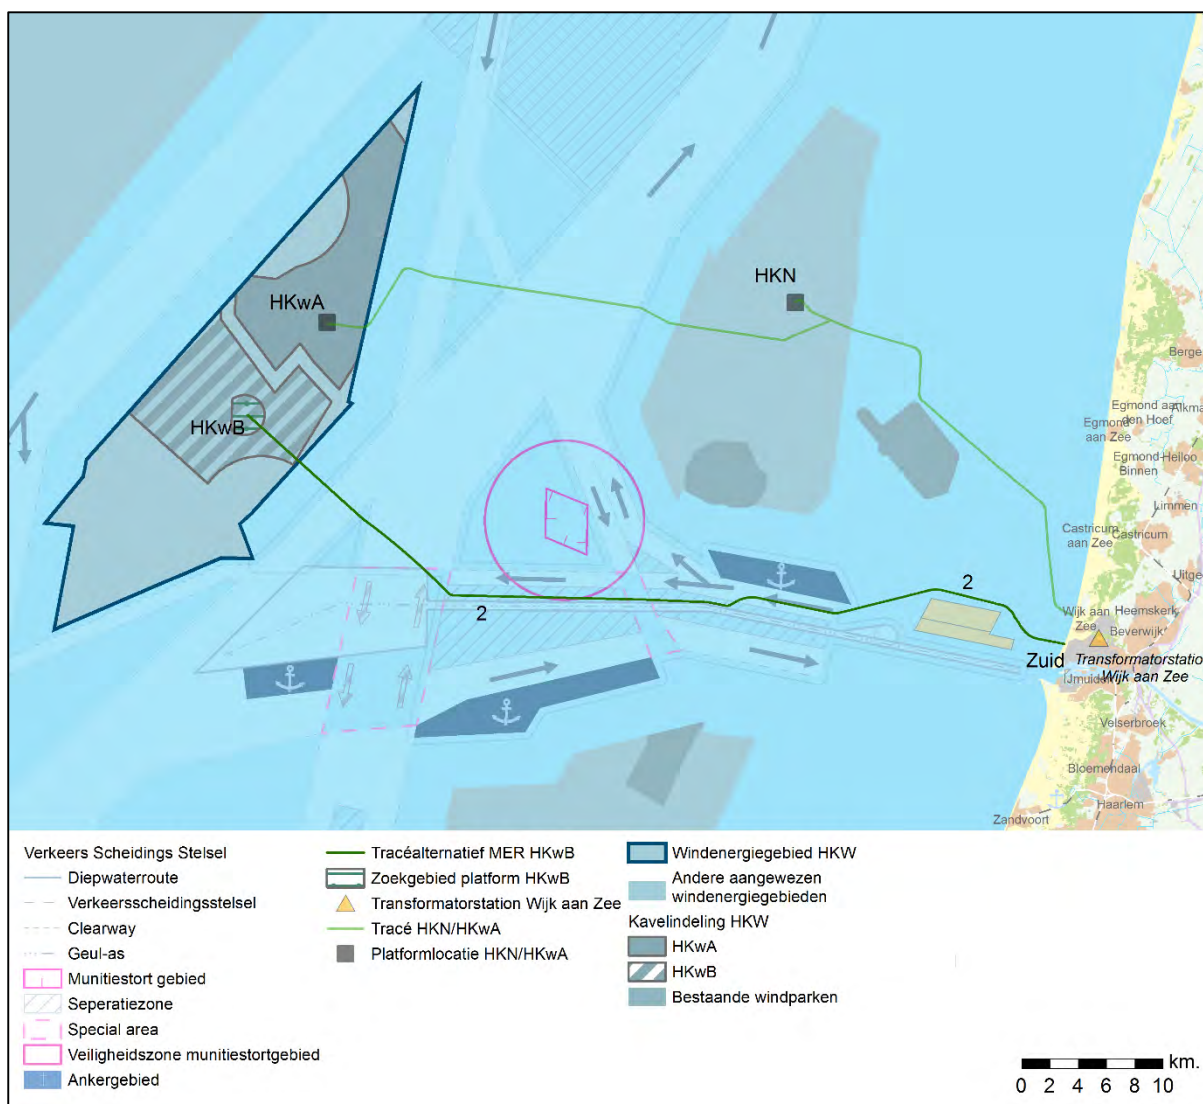 HKN
HKwA
Berge
HKwB
Egmond aan
den Hoef
Alkma
Egmond
aan Zee
Egmond-
Binnen
Heiloo
Limmen
Castricum
aan Zee
Castricum
Uitge
2
2
Wijk aan
Zee
Heemskerk
Beverwijk
Zuid
Transformatorstation
Wijk aan Zee
IJmuiden
Velserbroek
Bloemendaal
Haarlem
Zandvoort
Verkeers Scheidings Stelsel
Diepwaterroute
Verkeersscheidingsstelsel
Clearway
Geul-as
Munitiestort gebied
Seperatiezone
Special area
Veiligheidszone munitiestortgebied
Ankergebied
Tracéalternatief MER HKwB
Zoekgebied platform HKwB
Transformatorstation Wijk aan Zee
Tracé HKN/HKwA
Platformlocatie HKN/HKwA
Windenergiegebied HKW
Andere aangewezen
windenergiegebieden
Kavelindeling HKW
HKwA
HKwB
Bestaande windparken
km.
0 2 4 6 8 10